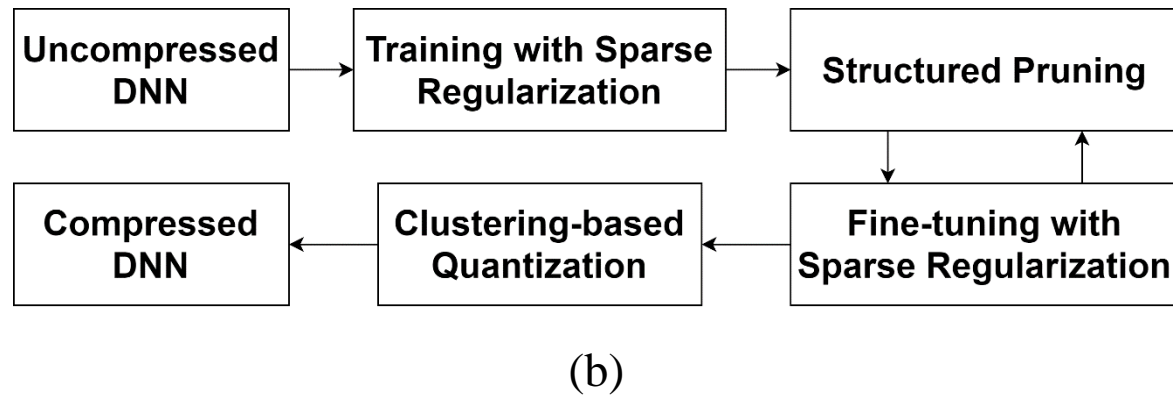 Uncompressed
DNN
Training with Sparse
Regularization
Structured Pruning
Compressed
DNN
Clustering-based
Quantization
Fine-tuning with
Sparse Regularization
(b)